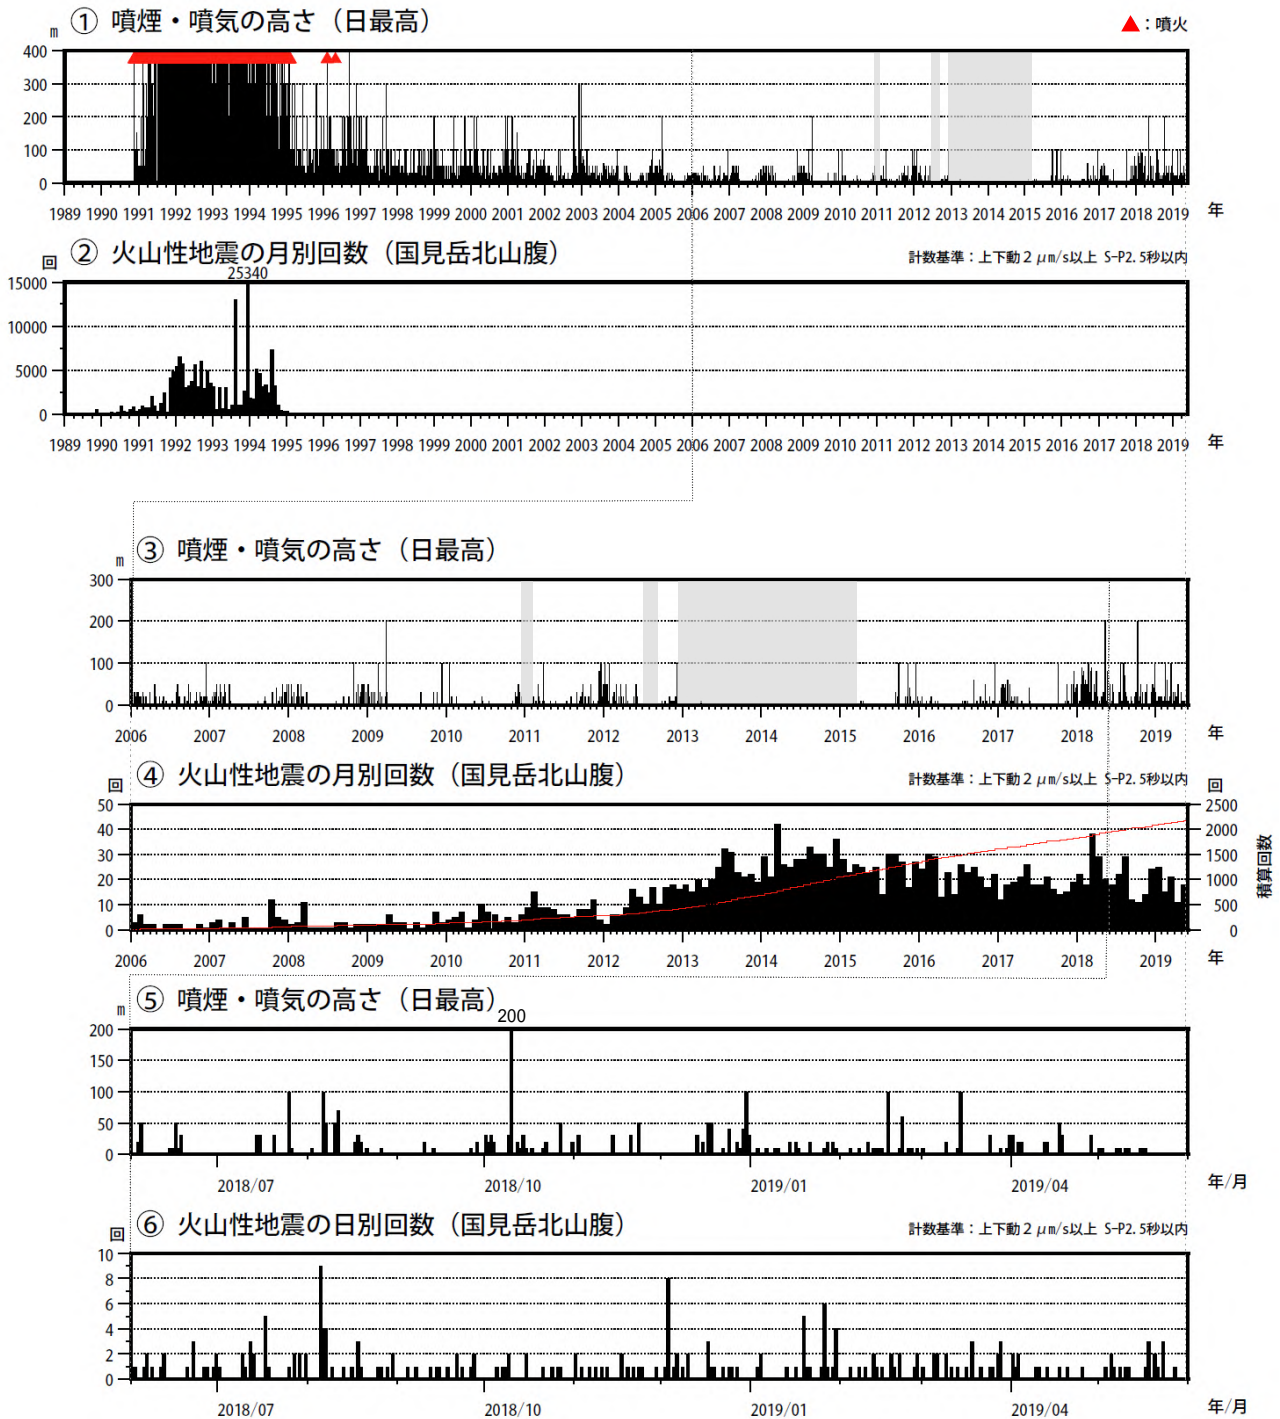 ① 噴煙・噴気の高さ（日最高）
▲：噴火
m
400
300
200
100
0
1989 1990 1991 1992 1993 1994 1995 1996 1997 1998 1999 2000 2001 2002 2003 2004 2005 2006 2007 2008 2009 2010 2011 2012 2013 2014 2015 2016 2017 2018 2019 年
② 火山性地震の月別回数（国見岳北山腹）
計数基準：上下動２μm/s以上 S-P2.5秒以内
回
25340
15000
10000
5000
0
1989 1990 1991 1992 1993 1994 1995 1996 1997 1998 1999 2000 2001 2002 2003 2004 2005 2006 2007 2008 2009 2010 2011 2012 2013 2014 2015 2016 2017 2018 2019 年
③ 噴煙・噴気の高さ（日最高）
m
300
200
100
0
2006 2007 2008 2009 2010 2011 2012 2013 2014 2015 2016 2017 2018 2019 年
④ 火山性地震の月別回数（国見岳北山腹）
計数基準：上下動２μm/s以上 S-P2.5秒以内
回 回
50 2500
40 2000
30 1500
20 1000
10 500
0 0
積算回数
2006 2007 2008 2009 2010 2011 2012 2013 2014 2015 2016 2017 2018 2019 年
⑤ 噴煙・噴気の高さ（日最高）
m
200
200
150
100
50
0
2018/07 2018/10 2019/01 2019/04 年/月
⑥ 火山性地震の日別回数（国見岳北山腹）
計数基準：上下動２μm/s以上 S-P2.5秒以内
回
10
8
6
4
2
0
2018/07 2018/10 2019/01 2019/04 年/月